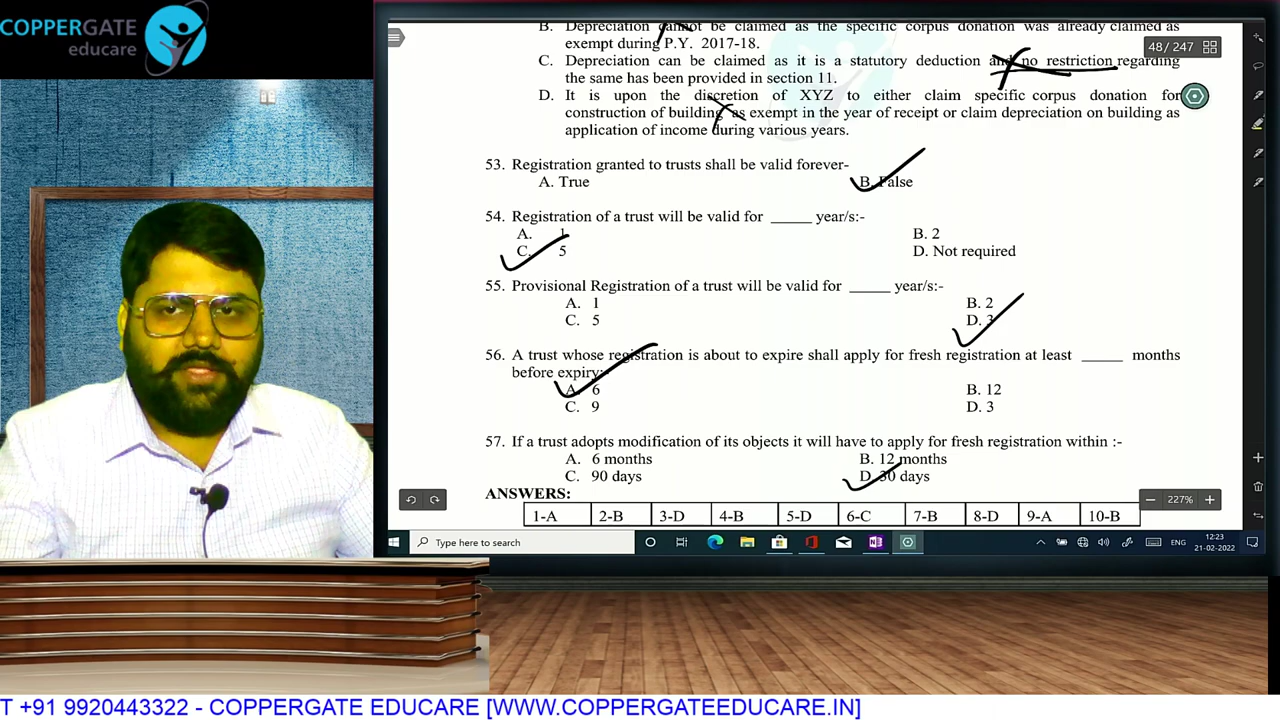 COPPERGATE
educare
B. Depreciation cannot be claimed as the specific corpus donation was already claimed as
exempt during P.Y. 2017-18.
C. Depreciation can be claimed as it is a statutory deduction and no restriction regarding
the same has been provided in section 11.
D. It is upon the discretion of XYZ to either claim specific corpus donation for
construction of building as exempt in the year of receipt or claim depreciation on building as
application of income during various years.
48/247
53. Registration granted to trusts shall be valid forever-
A. True B. False
54. Registration of a trust will be valid for _____ year/s:-
A. 1 B. 2
C. 5 D. Not required
55. Provisional Registration of a trust will be valid for _____ year/s:-
A. 1 B. 2
C. 5 D. 3
56. A trust whose registration is about to expire shall apply for fresh registration at least _____ months
before expiry:-
A. 6 B. 12
C. 9 D. 3
57. If a trust adopts modification of its objects it will have to apply for fresh registration within :-
A. 6 months B. 12 months
C. 90 days D. 30 days
ANSWERS:
1-A 2-B 3-D 4-B 5-D 6-C 7-B 8-D 9-A 10-B
227%
Type here to search
ENG
12:23
21-02-2022
T +91 9920443322 - COPPERGATE EDUCARE [WWW.COPPERGATEEDUCARE.IN]